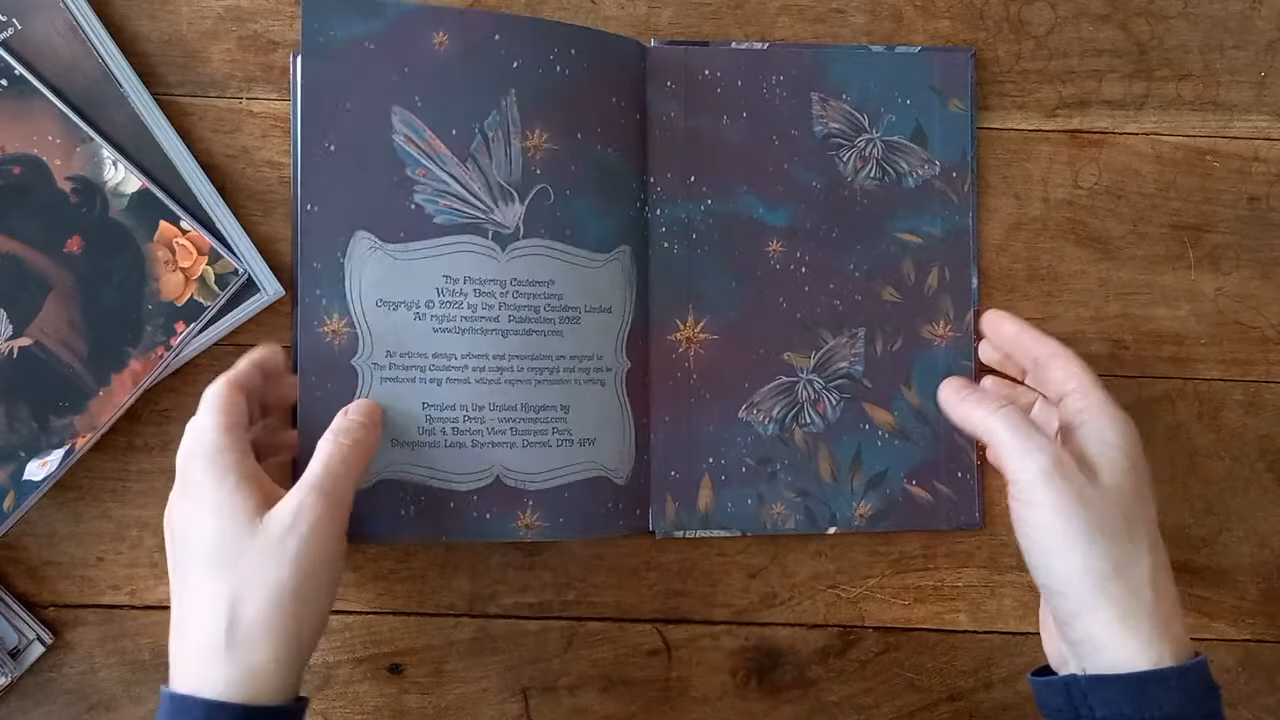 me 1
The Flickering Cauldron®
Witchy Book of Connections
Copyright © 2022 by the Flickering Cauldron Limited
All rights reserved. Publication 2022
www.theflickeringcauldron.com
All articles, design, artwork and presentation are original to
The Flickering Cauldron® and subject to copyright and may not be
produced in any format, without express permission in writing.
Printed in the United Kingdom by
Remous Print - www.remous.com
Unit 4, Barton View Business Park,
Sheeplands Lane, Sherborne, Dorset, DT9 4FW